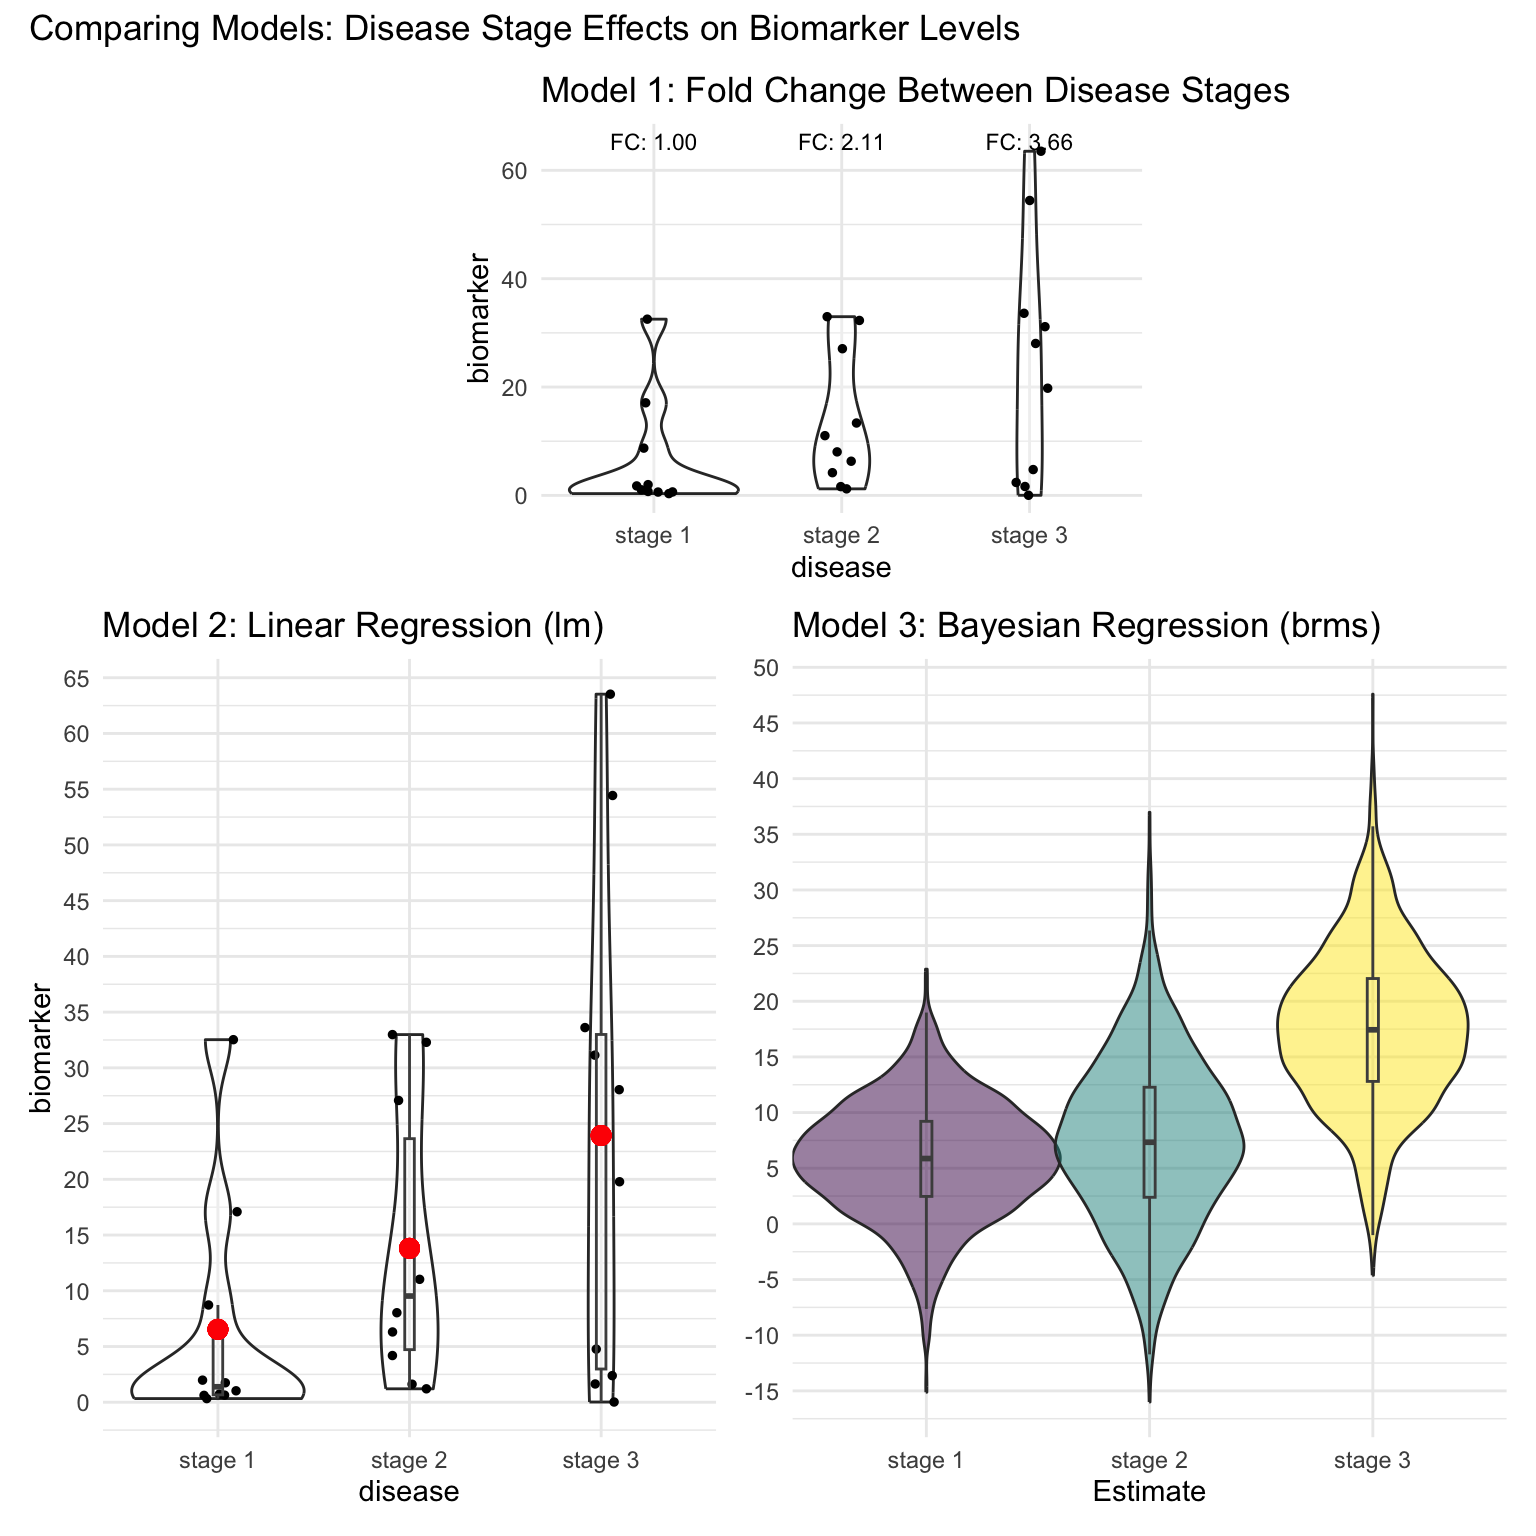 Comparing Models: Disease Stage Effects on Biomarker Levels
Model 1: Fold Change Between Disease Stages
FC: 1.00 FC: 2.11 FC: 3.66
60
40
20
0
biomarker
stage 1 stage 2 stage 3
disease
Model 2: Linear Regression (lm)
65
60
55
50
45
40
35
30
25
20
15
10
5
0
biomarker
stage 1 stage 2 stage 3
disease
Model 3: Bayesian Regression (brms)
50
45
40
35
30
25
20
15
10
5
0
-5
-10
-15
stage 1 stage 2 stage 3
Estimate